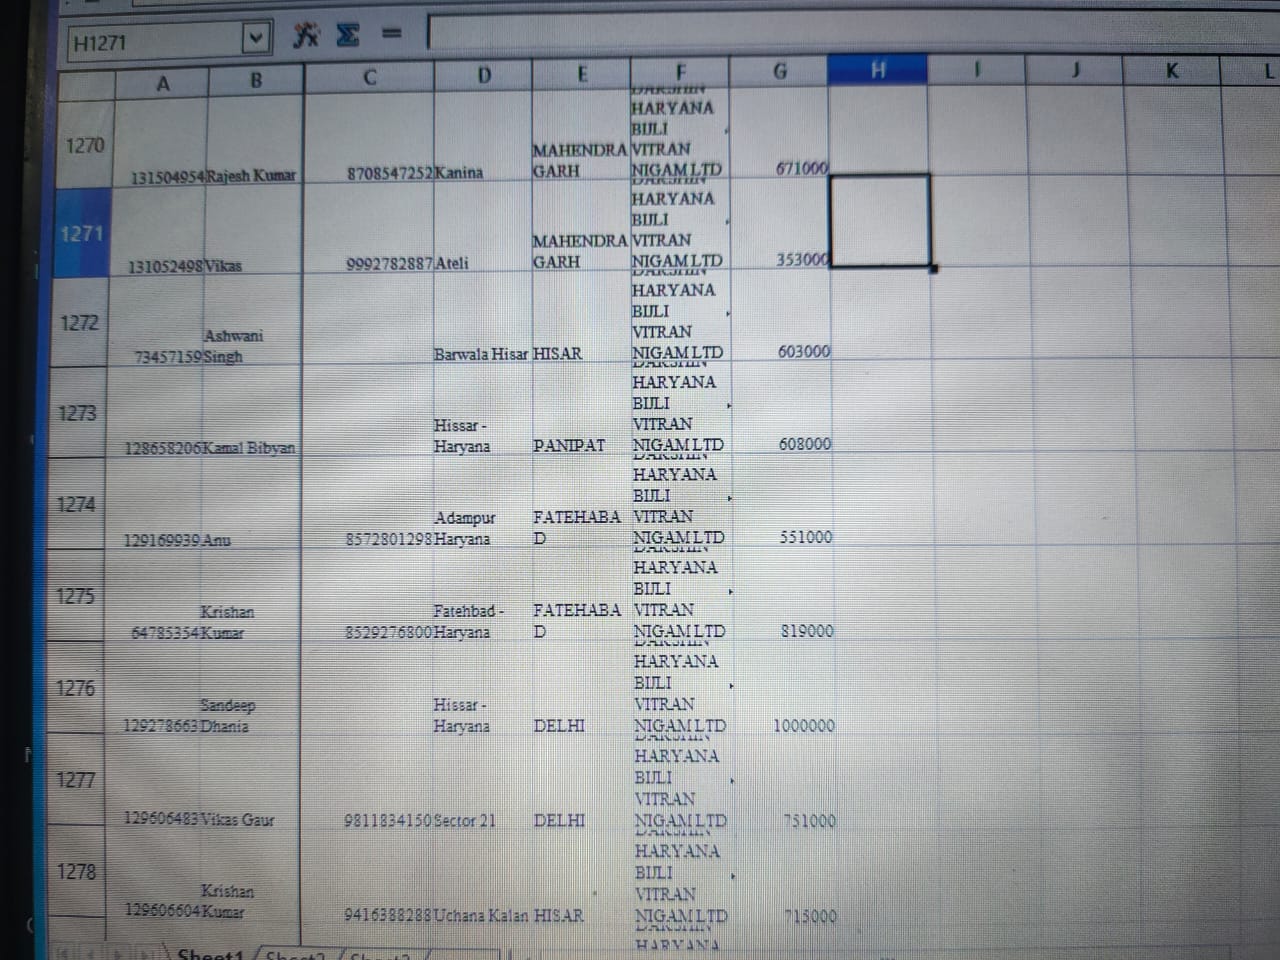 H1271 fx Σ =
A B C D E F G H I J K L
1270 131504954 Rajesh Kumar 8708547252 Kanina MAHENDRA GARH DAKSHIN HARYANA BIJLI VITRAN NIGAM LTD 671000
1271 131052498 Vikas 9992782887 Ateli MAHENDRA GARH DAKSHIN HARYANA BIJLI VITRAN NIGAM LTD 353000
1272 73457159 Ashwani Singh Barwala Hisar HISAR DAKSHIN HARYANA BIJLI VITRAN NIGAM LTD 603000
1273 128658206 Kamal Bibyan Hissar - Haryana PANIPAT DAKSHIN HARYANA BIJLI VITRAN NIGAM LTD 608000
1274 129169939 Anu 8572801298 Adampur Haryana FATEHABA D DAKSHIN HARYANA BIJLI VITRAN NIGAM LTD 551000
1275 64785354 Krishan Kumar 8529276800 Fatehbad - Haryana FATEHABA D DAKSHIN HARYANA BIJLI VITRAN NIGAM LTD 819000
1276 129278663 Sandeep Dhania Hissar - Haryana DELHI DAKSHIN HARYANA BIJLI VITRAN NIGAM LTD 1000000
1277 129606483 Vikas Gaur 9811834150 Sector 21 DELHI DAKSHIN HARYANA BIJLI VITRAN NIGAM LTD 751000
1278 129606604 Krishan Kumar 9416388288 Uchana Kalan HISAR DAKSHIN HARYANA BIJLI VITRAN NIGAM LTD 715000
DAKSHIN HARYANA
Sheet1 Sheet2 Sheet3